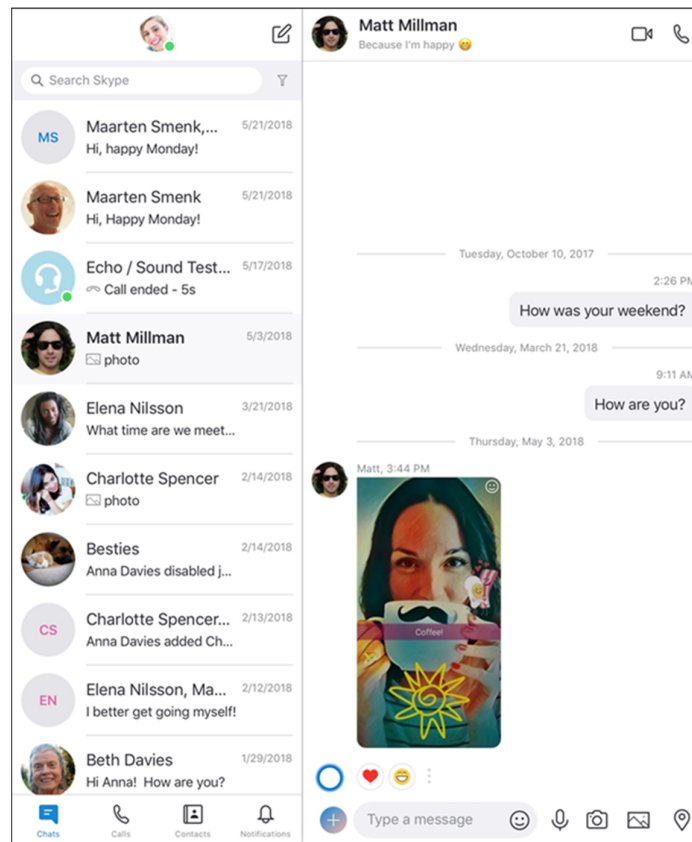 Search Skype
MS
Maarten Smenk,...
5/21/2018
Hi, happy Monday!
Maarten Smenk
5/21/2018
Hi, Happy Monday!
Echo / Sound Test...
5/17/2018
Call ended - 5s
Matt Millman
5/3/2018
photo
Elena Nilsson
3/21/2018
What time are we meet...
Charlotte Spencer
2/14/2018
photo
Besties
2/14/2018
Anna Davies disabled j...
CS
Charlotte Spencer...
2/13/2018
Anna Davies added Ch...
EN
Elena Nilsson, Ma...
2/12/2018
I better get going myself!
Beth Davies
1/29/2018
Hi Anna! How are you?
Chats
Calls
Contacts
Notifications
Matt Millman
Because I'm happy 😄
Tuesday, October 10, 2017
2:26 PM
How was your weekend?
Wednesday, March 21, 2018
9:11 AM
How are you?
Thursday, May 3, 2018
Matt, 3:44 PM
Coffee!
Type a message